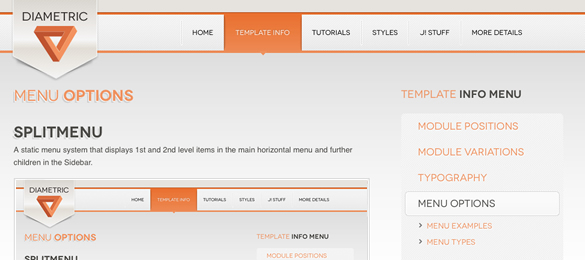 DIAMETRIC
HOME TEMPLATE INFO TUTORIALS STYLES J! STUFF MORE DETAILS
MENU OPTIONS
SPLITMENU
A static menu system that displays 1st and 2nd level items in the main horizontal menu and further
children in the Sidebar.
DIAMETRIC
HOME TEMPLATE INFO TUTORIALS STYLES J! STUFF MORE DETAILS
MENU OPTIONS
TEMPLATE INFO MENU
SPLITMENU
MODULE POSITIONS
TEMPLATE INFO MENU
MODULE POSITIONS
MODULE VARIATIONS
TYPOGRAPHY
MENU OPTIONS
MENU EXAMPLES
MENU TYPES